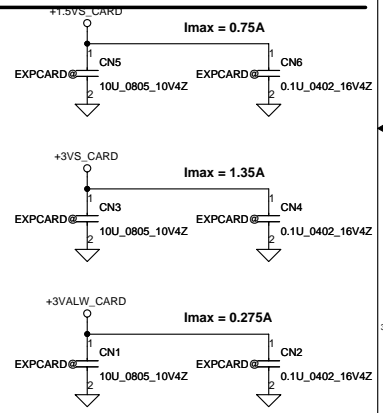 +1.5VS_CARD
Imax = 0.75A
1 1
CN5 CN6
EXPCARD@ EXPCARD@
10U_0805_10V4Z 0.1U_0402_16V4Z
2 2
+3VS_CARD
Imax = 1.35A
1 1
CN3 CN4
EXPCARD@ EXPCARD@
10U_0805_10V4Z 0.1U_0402_16V4Z
2 2
+3VALW_CARD
Imax = 0.275A
1 1
CN1 CN2
EXPCARD@ EXPCARD@
10U_0805_10V4Z 0.1U_0402_16V4Z
2 2